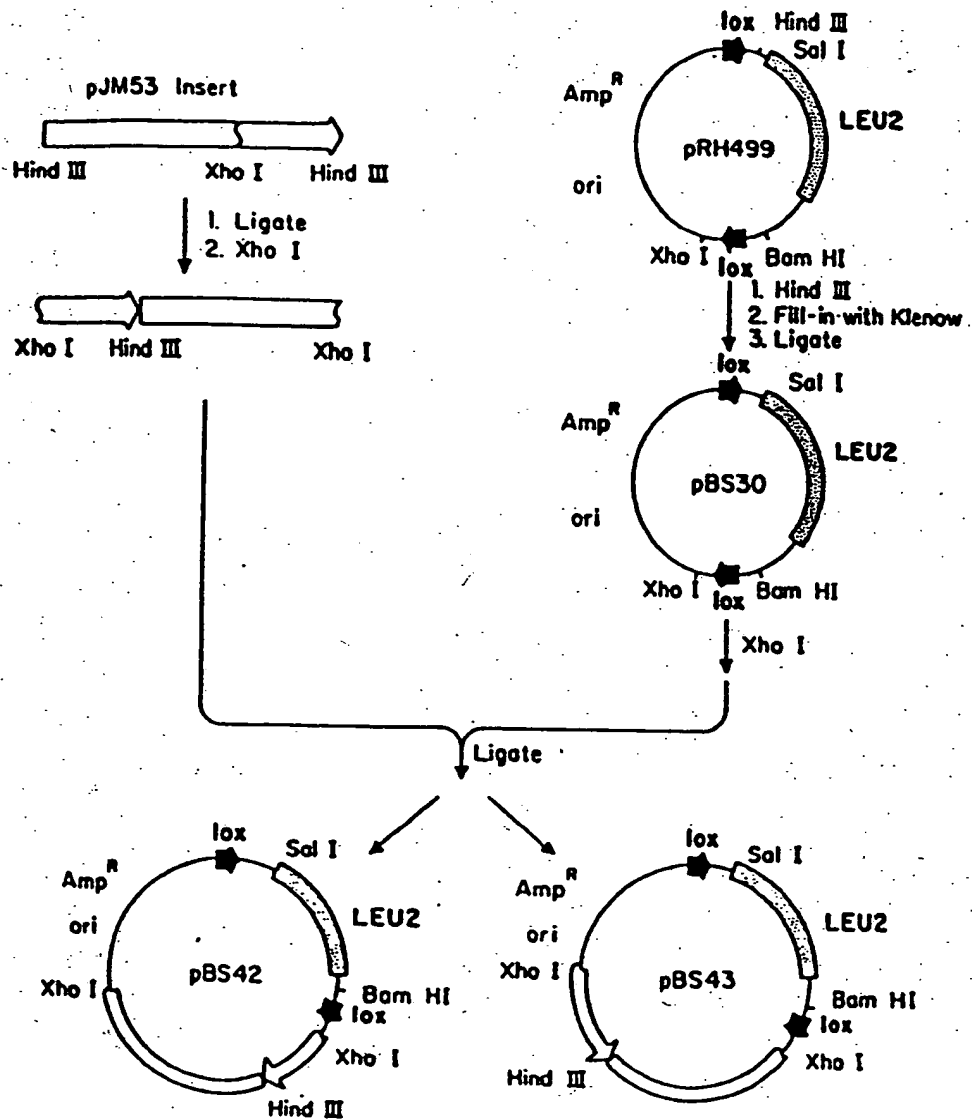 pJM53 Insert
Hind III
Xho I
Hind III
1. Ligate
2. Xho I
Xho I
Hind III
Xho I
lox
Hind III
Sal I
Amp^R
LEU2
pRH499
ori
Xho I
Bam HI
lox
1. Hind III
2. Fill-in with Klenow
3. Ligate
lox
Sal I
Amp^R
LEU2
pBS30
ori
Xho I
Bam HI
lox
Xho I
Ligate
lox
Sal I
Amp^R
LEU2
ori
pBS42
Xho I
Bam HI
lox
Xho I
Hind III
lox
Sal I
Amp^R
LEU2
ori
Xho I
pBS43
Bam HI
lox
Xho I
Hind III